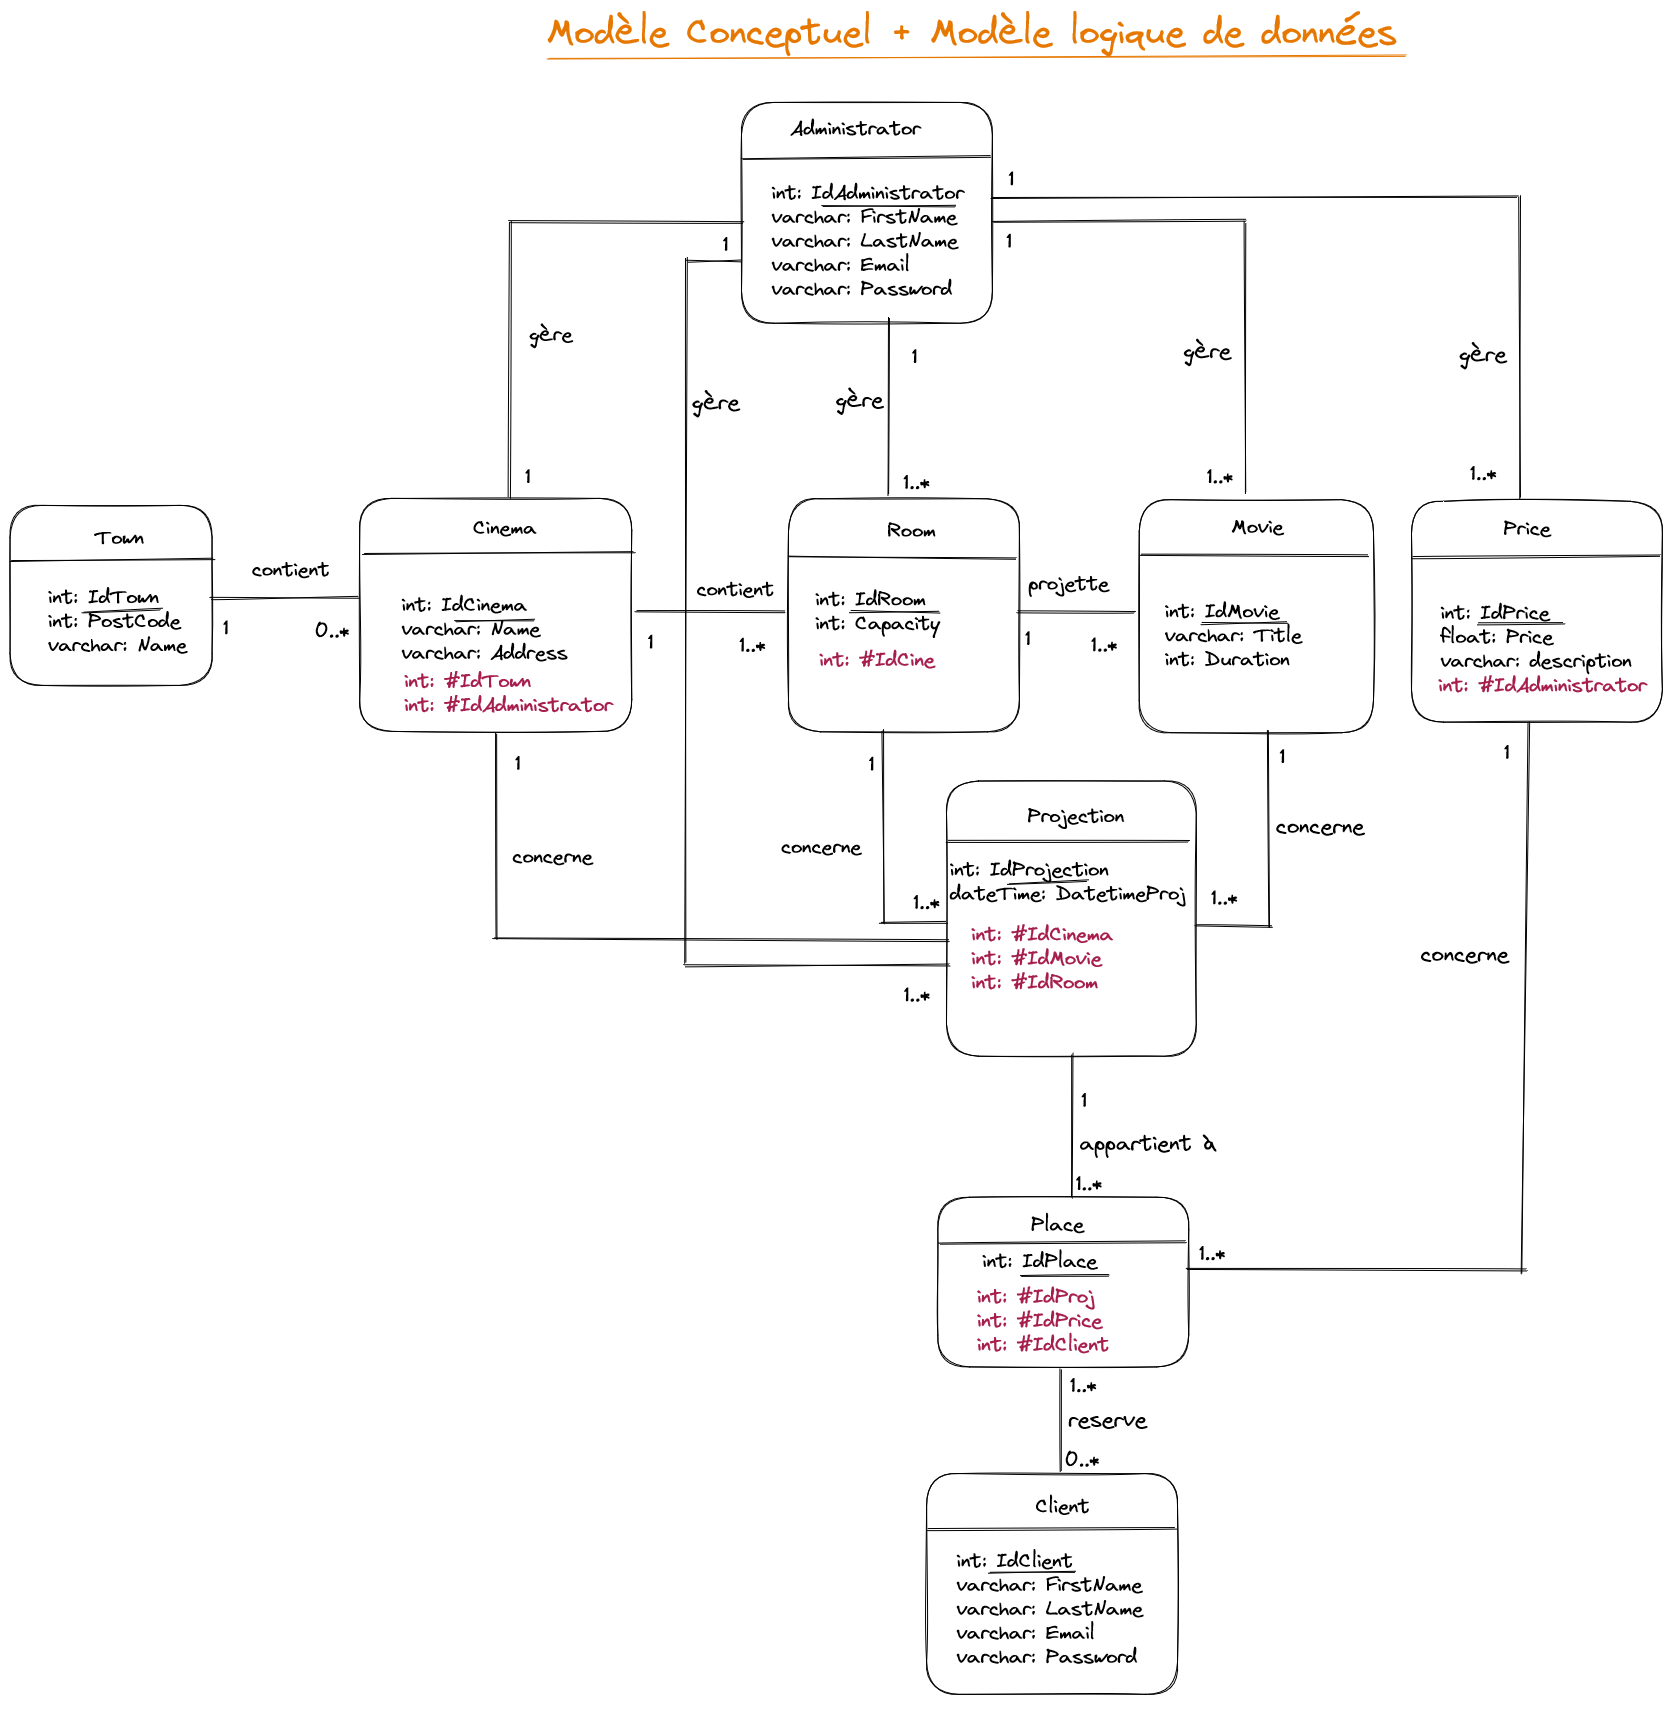 Modèle Conceptuel + Modèle logique de données
Administrator
int: IdAdministrator
varchar: FirstName
varchar: LastName
varchar: Email
varchar: Password
1
1
1
1
gère
gère
gère
gère
gère
1
1..*
1..*
1..*
Town
int: IdTown
int: PostCode
varchar: Name
contient
1
0..*
Cinema
int: IdCinema
varchar: Name
varchar: Address
int: #IdTown
int: #IdAdministrator
contient
1
1..*
Room
int: IdRoom
int: Capacity
int: #IdCine
projette
1
1..*
Movie
int: IdMovie
varchar: Title
int: Duration
Price
int: IdPrice
float: Price
varchar: description
int: #IdAdministrator
1
1
1
1
concerne
concerne
concerne
concerne
1..*
1..*
1..*
Projection
int: IdProjection
dateTime: DatetimeProj
int: #IdCinema
int: #IdMovie
int: #IdRoom
1
appartient à
1..*
Place
int: IdPlace
int: #IdProj
int: #IdPrice
int: #IdClient
1..*
1..*
reserve
0..*
Client
int: IdClient
varchar: FirstName
varchar: LastName
varchar: Email
varchar: Password